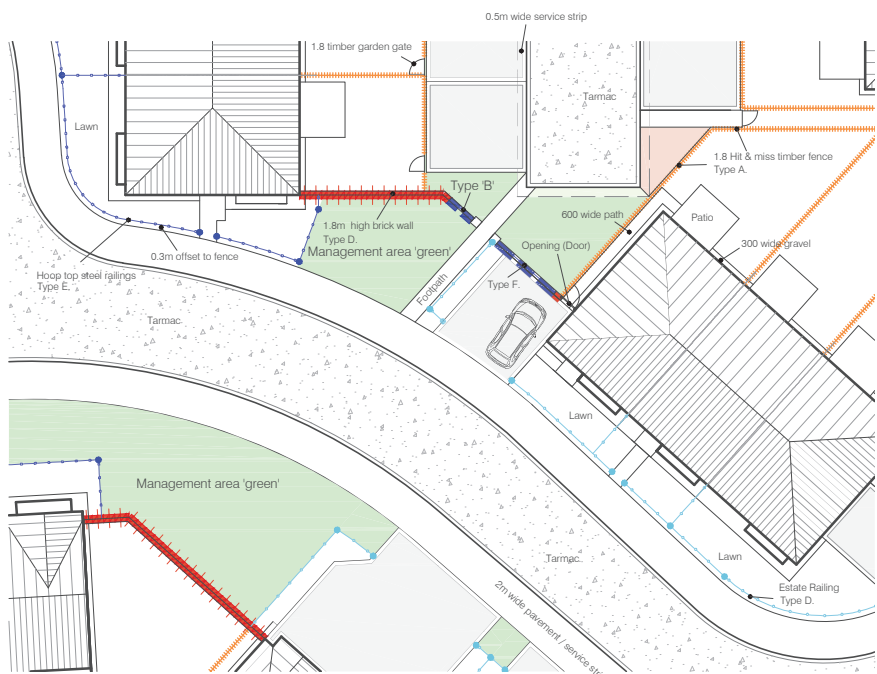 0.5m wide service strip
1.8 timber garden gate
Tarmac
Lawn
1.8 Hit & miss timber fence
Type A.
Type 'B'
600 wide path
Patio
1.8m high brick wall
Type D.
Management area 'green'
Opening (Door)
300 wide gravel
0.3m offset to fence
Hoop top steel railings
Type E.
Type F.
Footpath
Tarmac
Lawn
Management area 'green'
Tarmac
Lawn
Estate Railing
Type D.
2m wide pavement / service